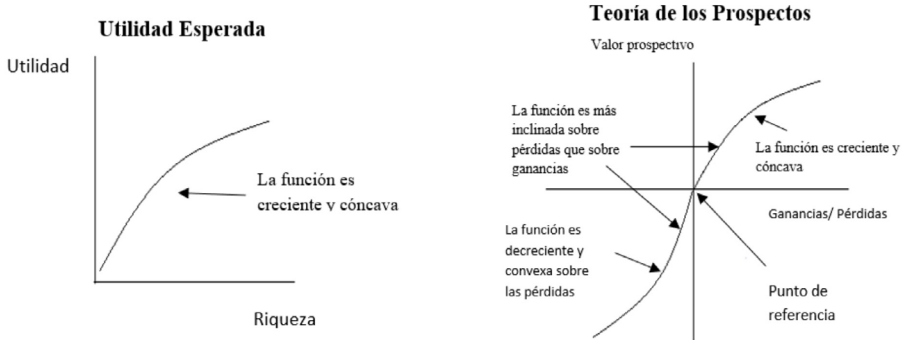 Utilidad Esperada
Utilidad
La función es
creciente y cóncava
Riqueza
Teoría de los Prospectos
Valor prospectivo
La función es más
inclinada sobre
pérdidas que sobre
ganancias
La función es creciente y
cóncava
Ganancias/ Pérdidas
La función es
decreciente y
convexa sobre
las pérdidas
Punto de
referencia